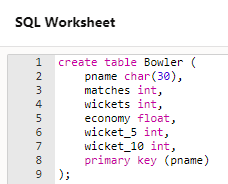 SQL Worksheet
1 create table Bowler (
2 pname char(30),
3 matches int,
4 wickets int,
5 economy float,
6 wicket_5 int,
7 wicket_10 int,
8 primary key (pname)
9 );